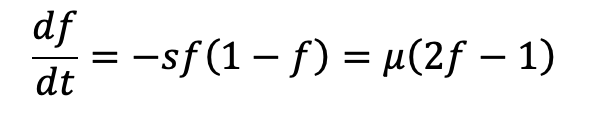 df/dt = −sf(1 − f) = μ(2f − 1)